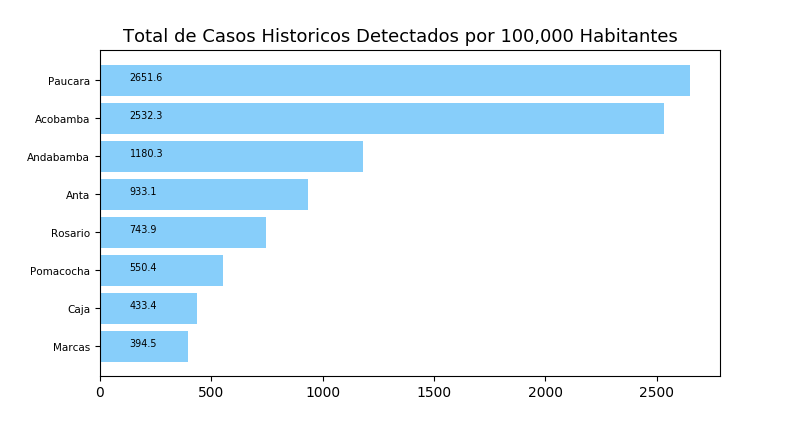 Total de Casos Historicos Detectados por 100,000 Habitantes
Paucara 2651.6
Acobamba 2532.3
Andabamba 1180.3
Anta 933.1
Rosario 743.9
Pomacocha 550.4
Caja 433.4
Marcas 394.5
0 500 1000 1500 2000 2500